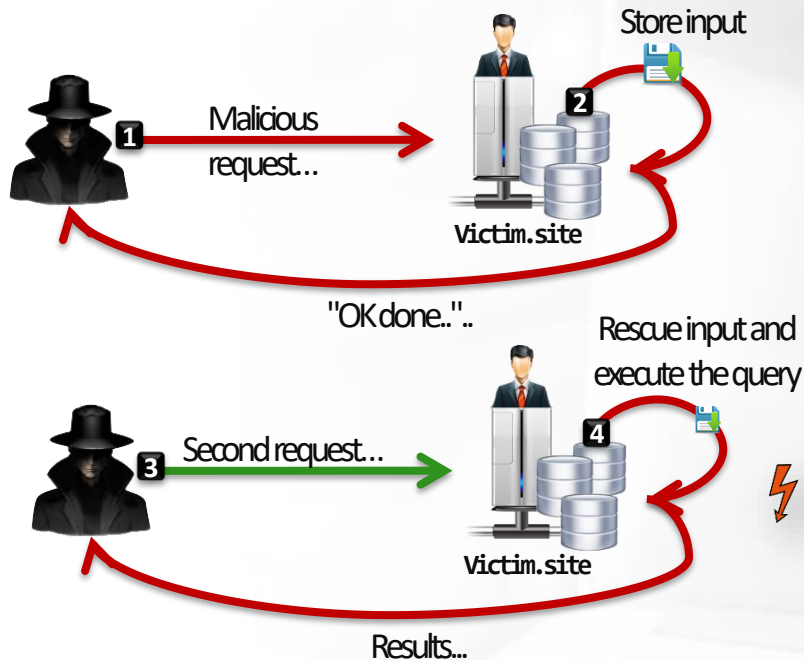 Store input
1
Malicious
request...
2
Victim.site
"OK done..."..
Rescue input and
execute the query
3
Second request...
4
Victim.site
Results...